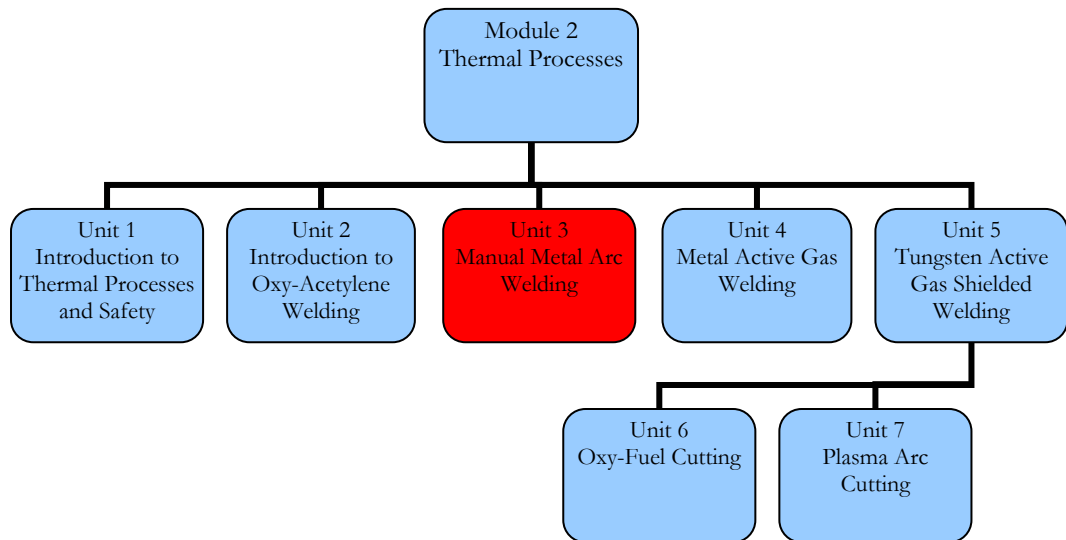 Module 2
Thermal Processes
Unit 1
Introduction to
Thermal Processes
and Safety
Unit 2
Introduction to
Oxy-Acetylene
Welding
Unit 3
Manual Metal Arc
Welding
Unit 4
Metal Active Gas
Welding
Unit 5
Tungsten Active
Gas Shielded
Welding
Unit 6
Oxy-Fuel Cutting
Unit 7
Plasma Arc
Cutting